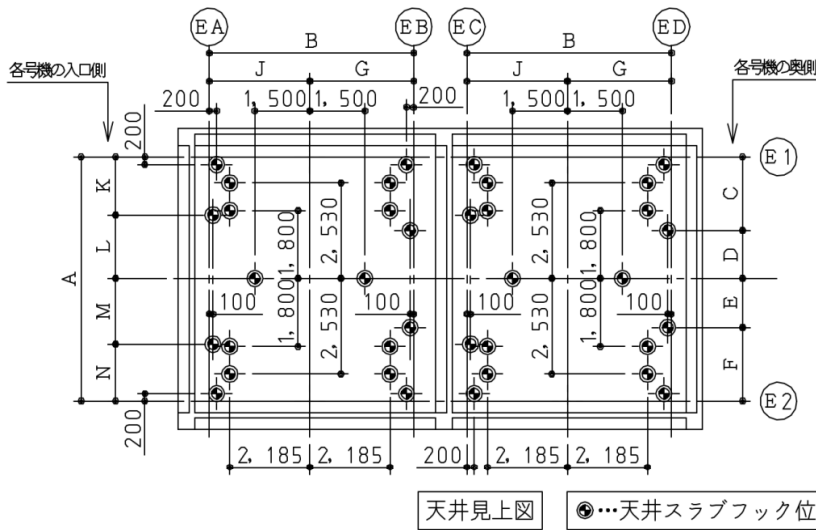 EA EB EC ED
B B
各号機の入口側 J G J G 各号機の奥側
200 1,500 1,500 200 1,500 1,500
200
E1
K C
L 1,800 2,530 1,800 2,530 D
A
M 100 1,800 2,530 100 100 1,800 2,530 100 E
N F
E2
200
2,185 2,185 200 2,185 2,185
天井見上図 ･･･天井スラブフック位